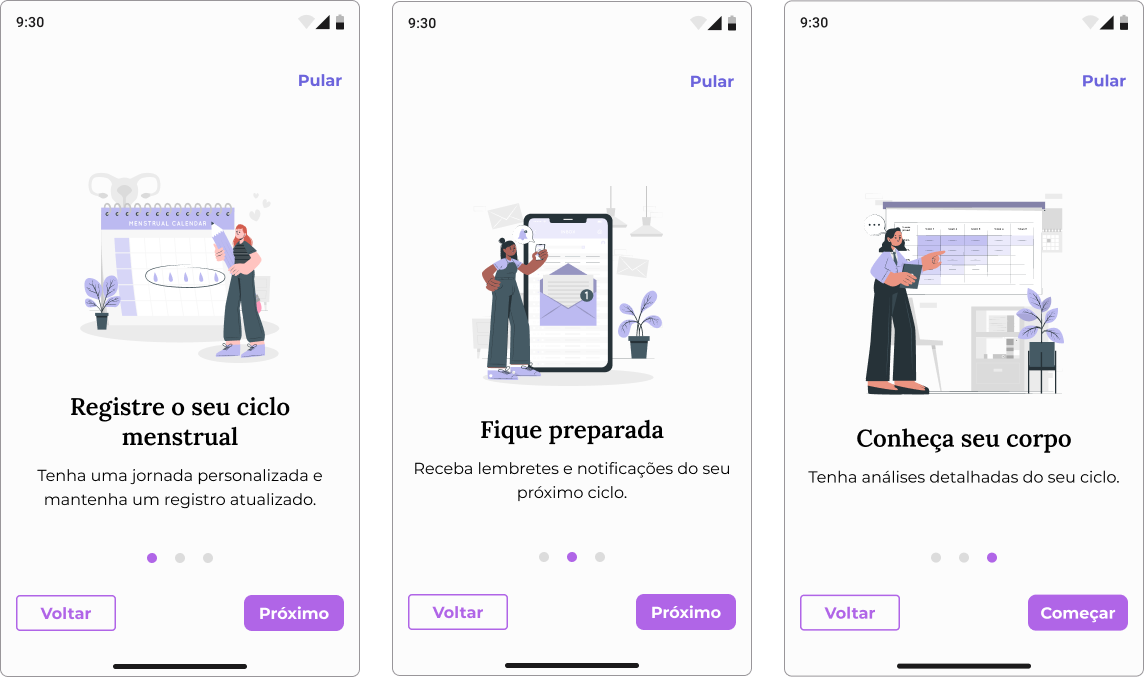 9:30
Pular
MENSTRUAL CALENDAR
Registre o seu ciclo
menstrual
Tenha uma jornada personalizada e
mantenha um registro atualizado.
Voltar
Próximo
9:30
Pular
1
Fique preparada
Receba lembretes e notificações do seu
próximo ciclo.
Voltar
Próximo
9:30
Pular
Conheça seu corpo
Tenha análises detalhadas do seu ciclo.
Voltar
Começar